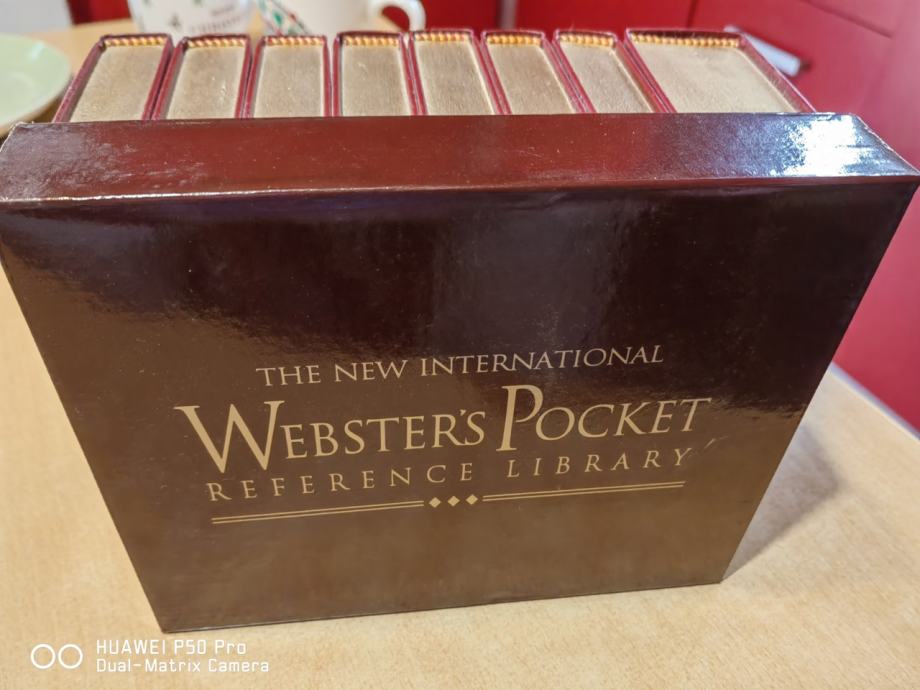 THE NEW INTERNATIONAL
WEBSTER'S POCKET
REFERENCE LIBRARY
HUAWEI P50 Pro
Dual-Matrix Camera